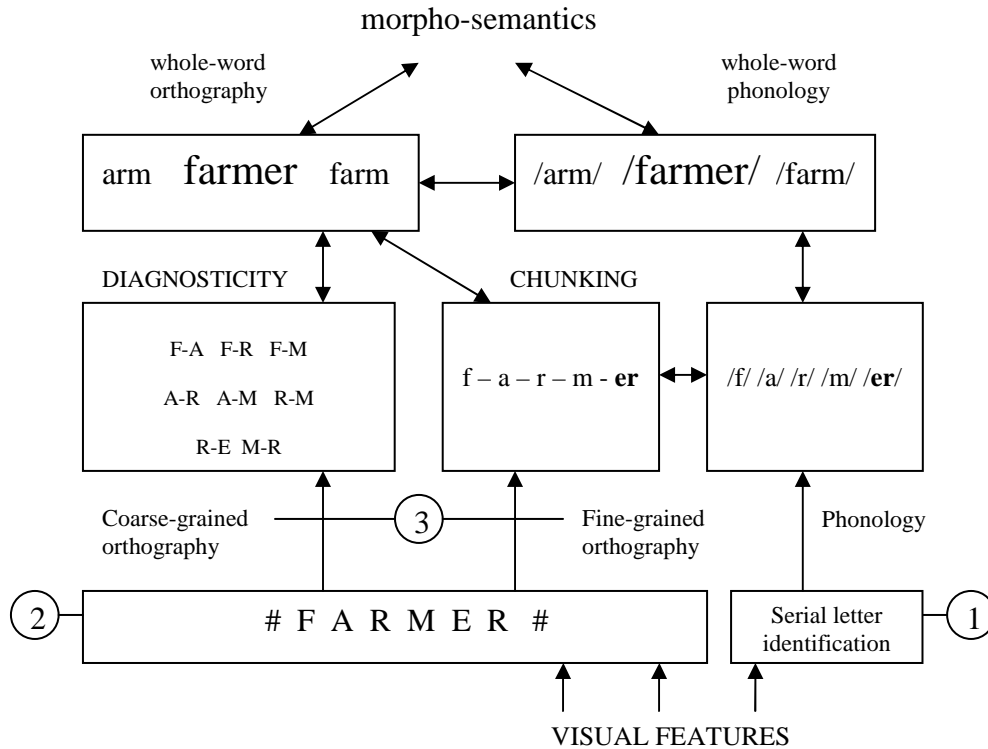 morpho-semantics
whole-word
orthography
whole-word
phonology
arm farmer farm
/arm/ /farmer/ /farm/
DIAGNOSTICITY
CHUNKING
F-A F-R F-M
A-R A-M R-M
R-E M-R
f – a – r – m - er
/f/ /a/ /r/ /m/ /er/
Coarse-grained
orthography
3
Fine-grained
orthography
Phonology
2
# F A R M E R #
Serial letter
identification
1
VISUAL FEATURES